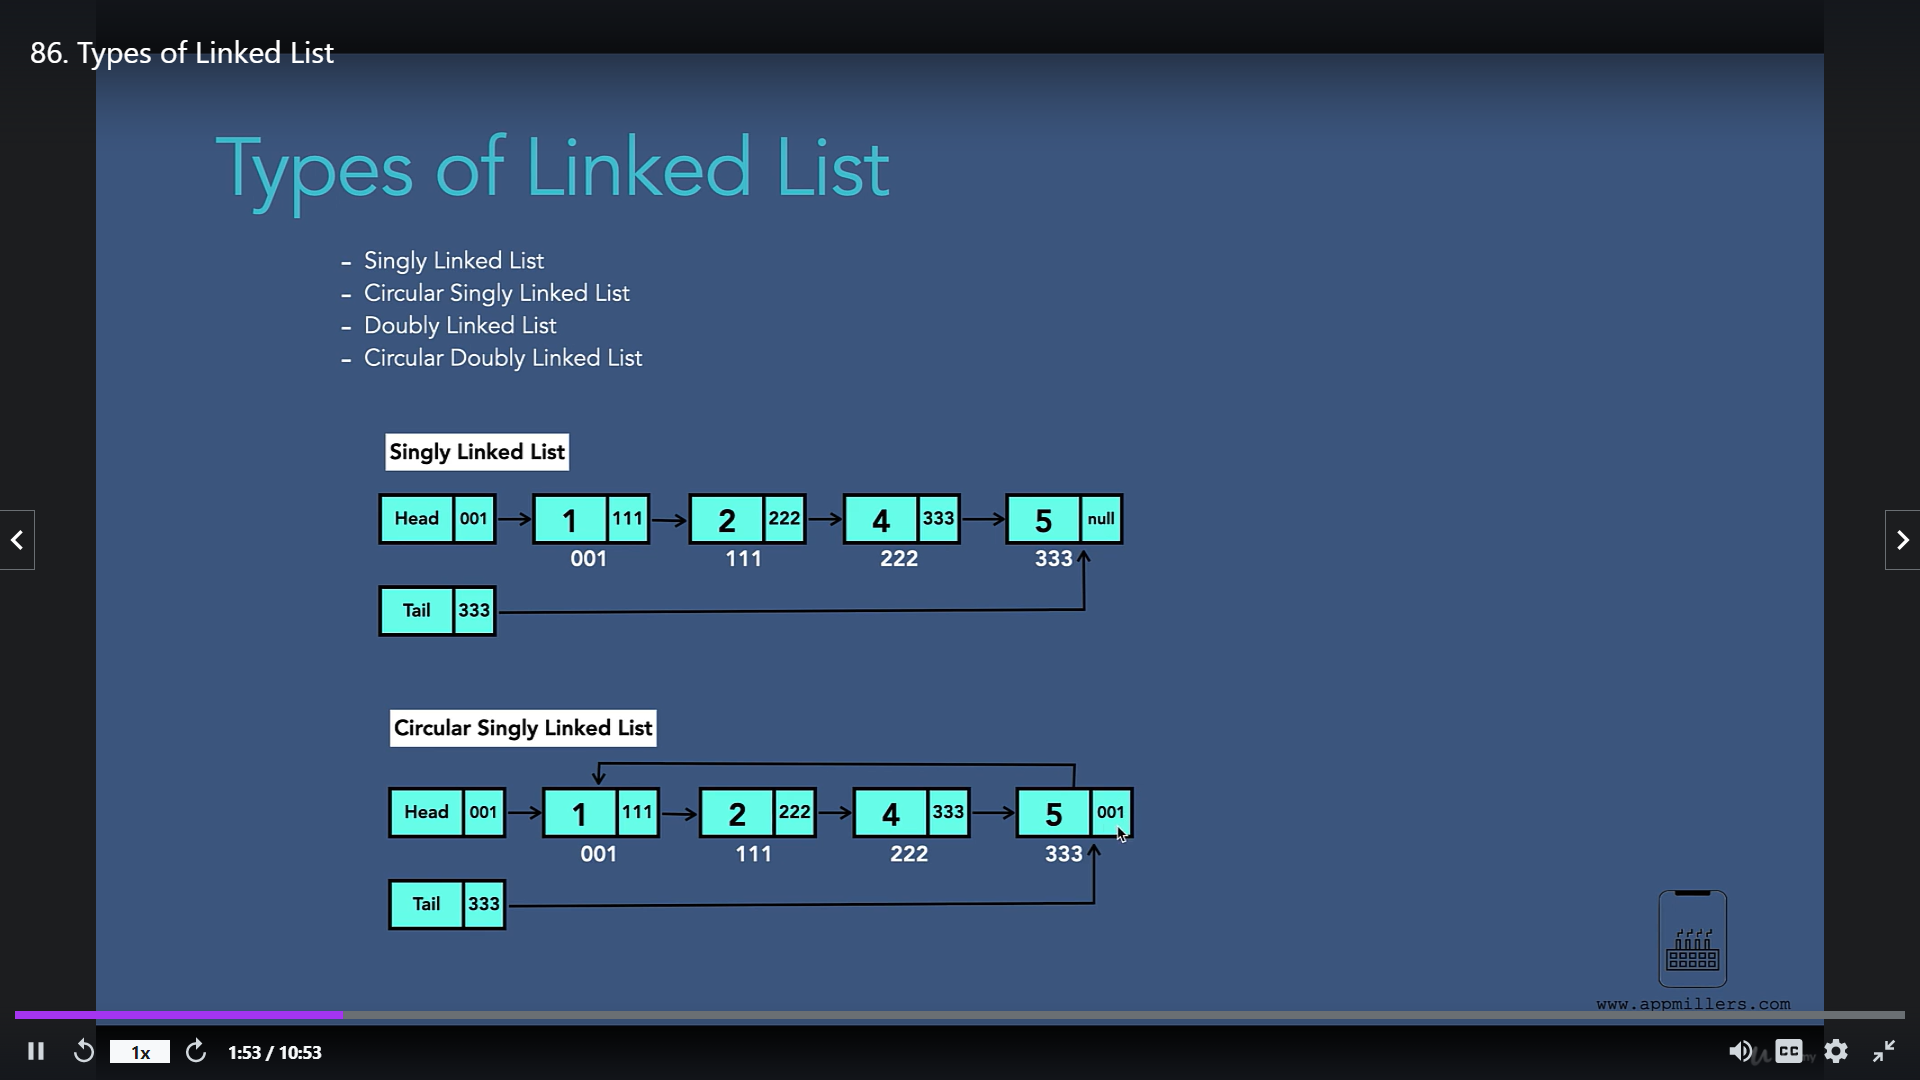 86. Types of Linked List
Types of Linked List
- Singly Linked List
- Circular Singly Linked List
- Doubly Linked List
- Circular Doubly Linked List
Singly Linked List
Head 001 1 111 2 222 4 333 5 null
001 111 222 333
Tail 333
Circular Singly Linked List
Head 001 1 111 2 222 4 333 5 001
001 111 222 333
Tail 333
www.appmillers.com
1x 1:53 / 10:53 CC